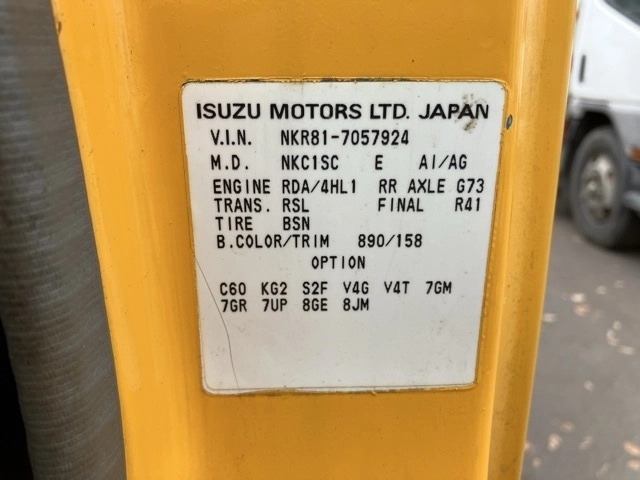 ISUZU MOTORS LTD. JAPAN
V.I.N. NKR81-7057924
M.D. NKC1SC E AI/AG
ENGINE RDA/4HL1 RR AXLE G73
TRANS. RSL FINAL R41
TIRE BSN
B.COLOR/TRIM 890/158
OPTION
C60 KG2 S2F V4G V4T 7GM
7GR 7UP 8GE 8JM